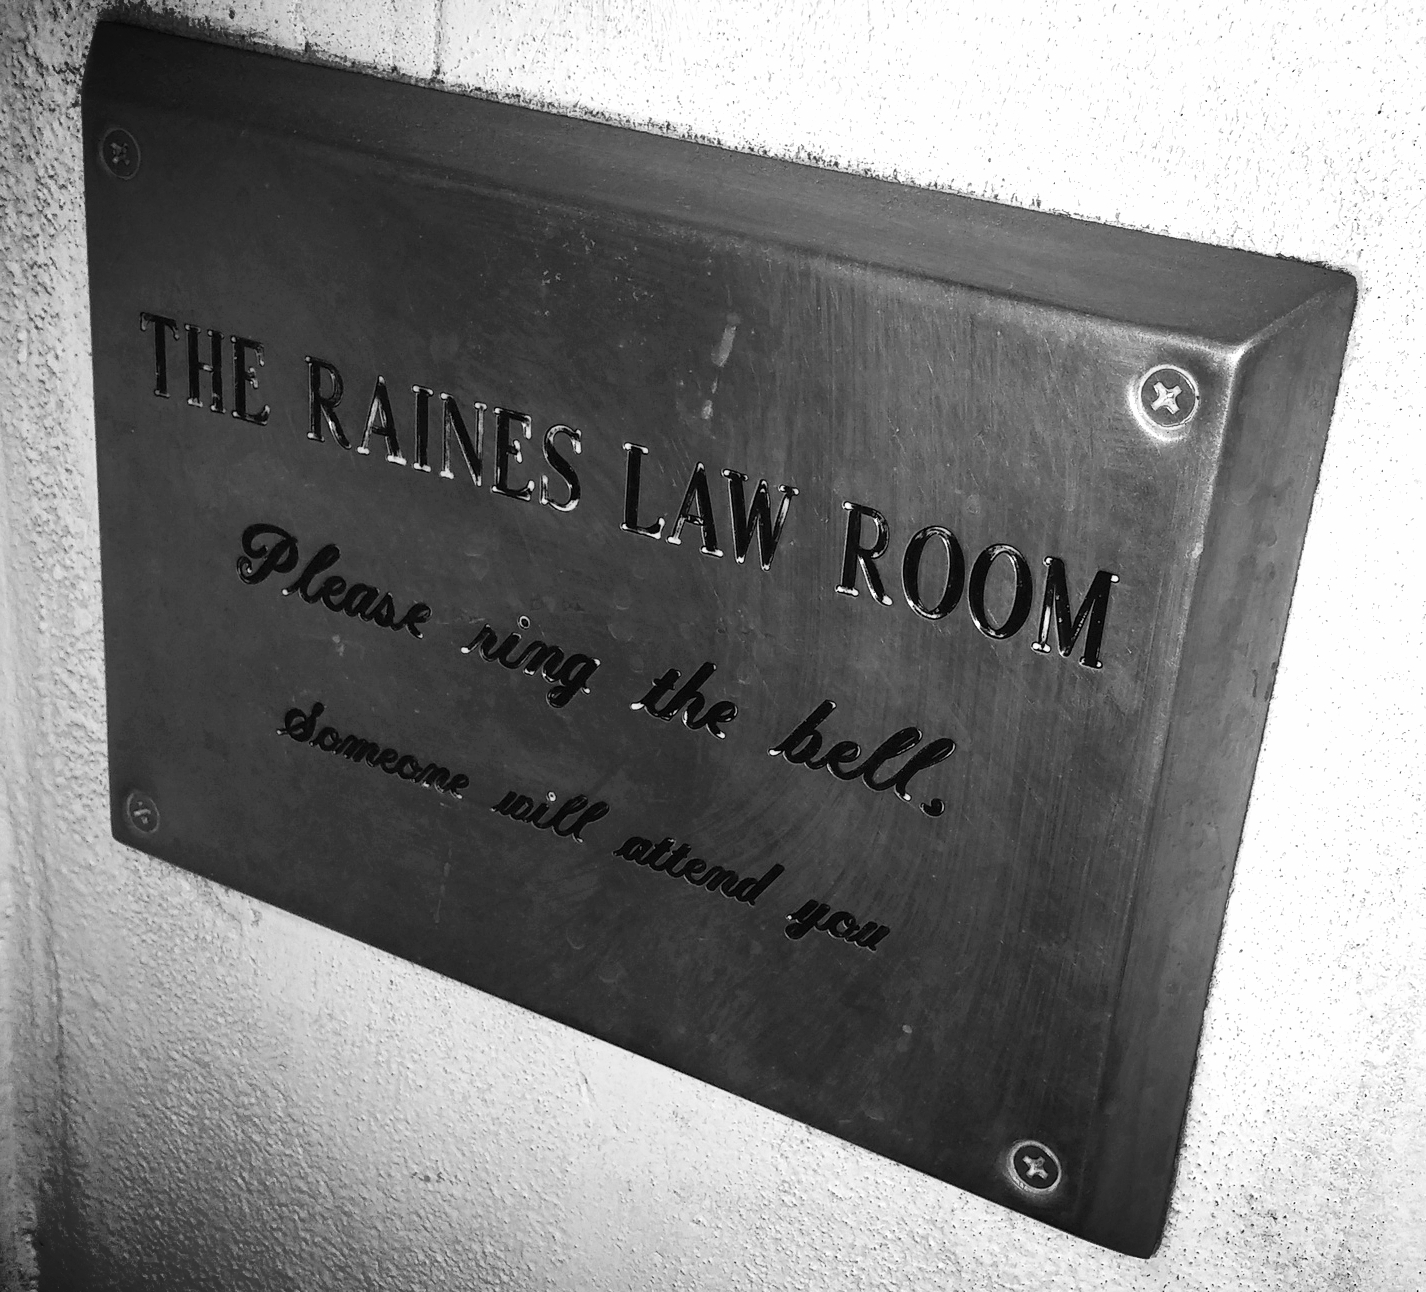 THE RAINES LAW ROOM
Please ring the bell.
Someone will attend you